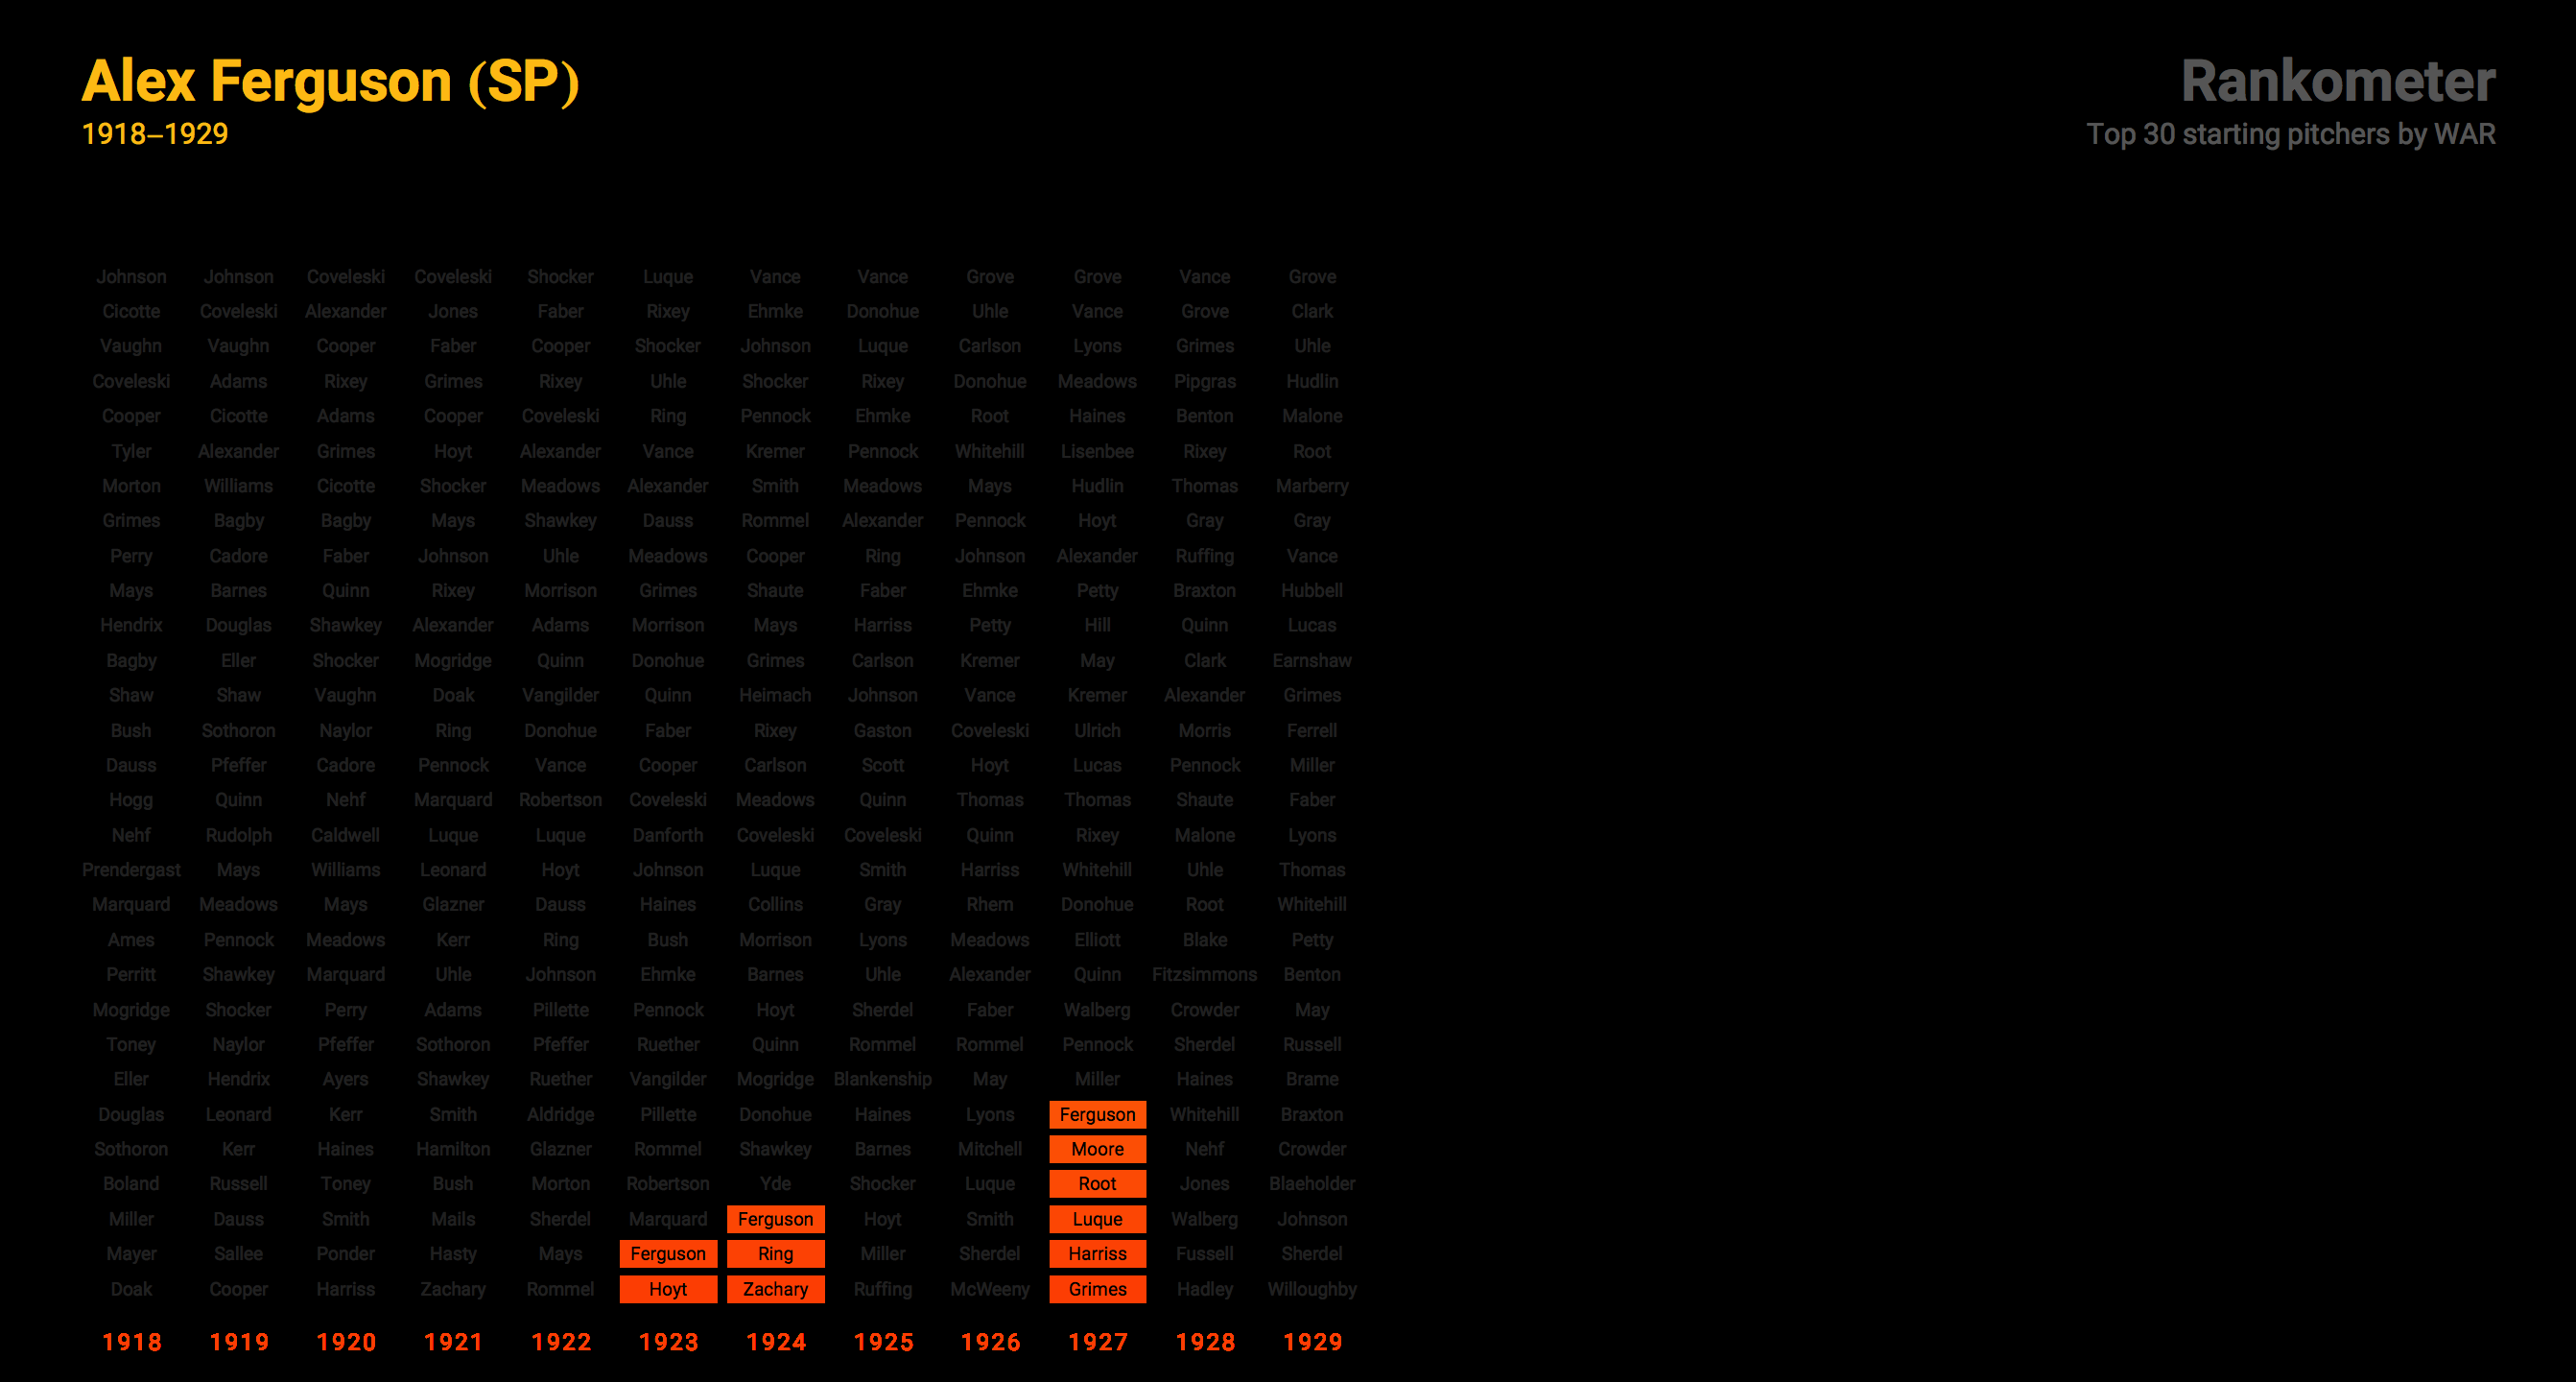 Alex Ferguson (SP)
1918–1929
Rankometer
Top 30 starting pitchers by WAR
Johnson Johnson Coveleski Coveleski Shocker Luque Vance Vance Grove Grove Vance Grove
Cicotte Coveleski Alexander Jones Faber Rixey Ehmke Donohue Uhle Vance Grove Clark
Vaughn Vaughn Cooper Faber Cooper Shocker Johnson Luque Carlson Lyons Grimes Uhle
Coveleski Adams Rixey Grimes Rixey Uhle Shocker Rixey Donohue Meadows Pipgras Hudlin
Cooper Cicotte Adams Cooper Coveleski Ring Pennock Ehmke Root Haines Benton Malone
Tyler Alexander Grimes Hoyt Alexander Vance Kremer Pennock Whitehill Lisenbee Rixey Root
Morton Williams Cicotte Shocker Meadows Alexander Smith Meadows Mays Hudlin Thomas Marberry
Grimes Bagby Bagby Mays Shawkey Dauss Rommel Alexander Pennock Hoyt Gray Gray
Perry Cadore Faber Johnson Uhle Meadows Cooper Ring Johnson Alexander Ruffing Vance
Mays Barnes Quinn Rixey Morrison Grimes Shaute Faber Ehmke Petty Braxton Hubbell
Hendrix Douglas Shawkey Alexander Adams Morrison Mays Harriss Petty Hill Quinn Lucas
Bagby Eller Shocker Mogridge Quinn Donohue Grimes Carlson Kremer May Clark Earnshaw
Shaw Shaw Vaughn Doak Vangilder Quinn Heimach Johnson Vance Kremer Alexander Grimes
Bush Sothoron Naylor Ring Donohue Faber Rixey Gaston Coveleski Ulrich Morris Ferrell
Dauss Pfeffer Cadore Pennock Vance Cooper Carlson Scott Hoyt Lucas Pennock Miller
Hogg Quinn Nehf Marquard Robertson Coveleski Meadows Quinn Thomas Thomas Shaute Faber
Nehf Rudolph Caldwell Luque Luque Danforth Coveleski Coveleski Quinn Rixey Malone Lyons
Prendergast Mays Williams Leonard Hoyt Johnson Luque Smith Harriss Whitehill Uhle Thomas
Marquard Meadows Mays Glazner Dauss Haines Collins Gray Rhem Donohue Root Whitehill
Ames Pennock Meadows Kerr Ring Bush Morrison Lyons Meadows Elliott Blake Petty
Perritt Shawkey Marquard Uhle Johnson Ehmke Barnes Uhle Alexander Quinn Fitzsimmons Benton
Mogridge Shocker Perry Adams Pillette Pennock Hoyt Sherdel Faber Walberg Crowder May
Toney Naylor Pfeffer Sothoron Pfeffer Ruether Quinn Rommel Rommel Pennock Sherdel Russell
Eller Hendrix Ayers Shawkey Ruether Vangilder Mogridge Blankenship May Miller Haines Brame
Douglas Leonard Kerr Smith Aldridge Pillette Donohue Haines Lyons Ferguson Whitehill Braxton
Sothoron Kerr Haines Hamilton Glazner Rommel Shawkey Barnes Mitchell Moore Nehf Crowder
Boland Russell Toney Bush Morton Robertson Yde Shocker Luque Root Jones Blaeholder
Miller Dauss Smith Mails Sherdel Marquard Ferguson Hoyt Smith Luque Walberg Johnson
Mayer Sallee Ponder Hasty Mays Ferguson Ring Miller Sherdel Harriss Fussell Sherdel
Doak Cooper Harriss Zachary Rommel Hoyt Zachary Ruffing McWeeny Grimes Hadley Willoughby
1918 1919 1920 1921 1922 1923 1924 1925 1926 1927 1928 1929